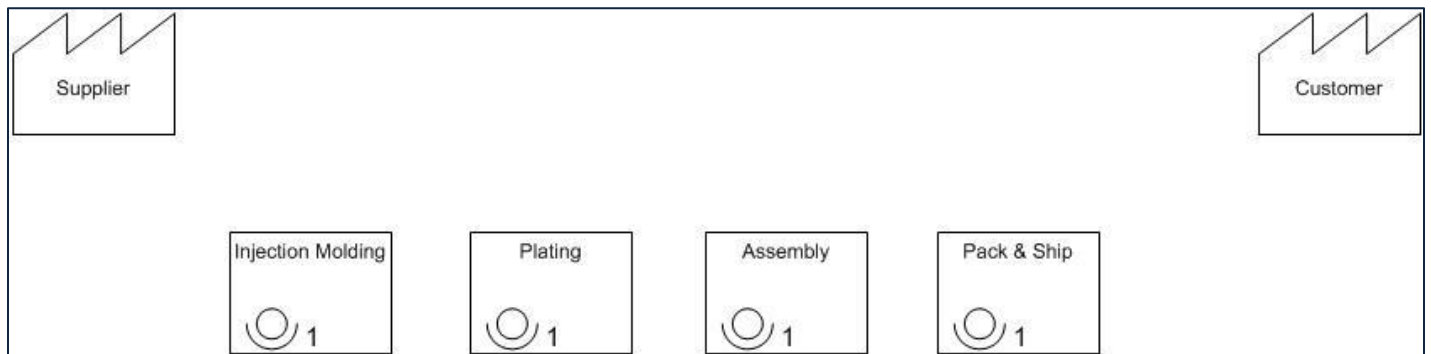 Supplier
Customer
Injection Molding
Plating
Assembly
Pack & Ship
1
1
1
1